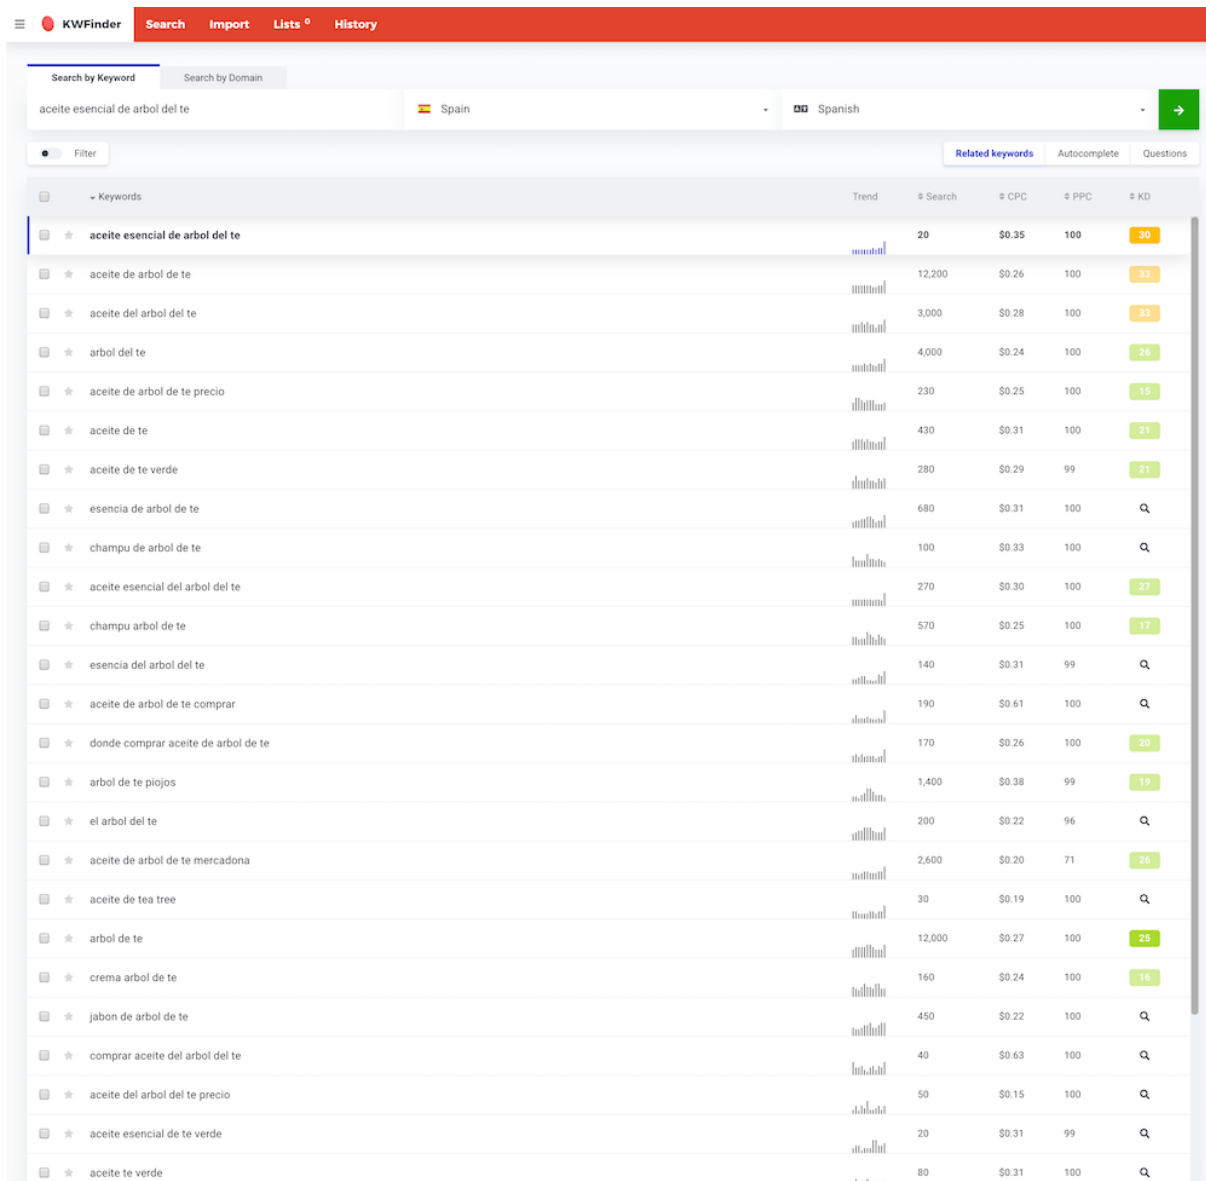 KWFinder Search Import Lists 0 History
Search by Keyword Search by Domain
aceite esencial de arbol del te Spain Spanish
Filter Related keywords Autocomplete Questions
Keywords Trend Search CPC PPC KD
aceite esencial de arbol del te 20 $0.35 100 30
aceite de arbol de te 12,200 $0.26 100 33
aceite del arbol del te 3,000 $0.28 100 33
arbol del te 4,000 $0.24 100 26
aceite de arbol de te precio 230 $0.25 100 15
aceite de te 430 $0.31 100 21
aceite de te verde 280 $0.29 99 21
esencia de arbol de te 680 $0.31 100
champu de arbol de te 100 $0.33 100
aceite esencial del arbol del te 270 $0.30 100 27
champu arbol de te 570 $0.25 100 17
esencia del arbol del te 140 $0.31 99
aceite de arbol de te comprar 190 $0.61 100
donde comprar aceite de arbol de te 170 $0.26 100 20
arbol de te piojos 1,400 $0.38 99 19
el arbol del te 200 $0.22 96
aceite de arbol de te mercadona 2,600 $0.20 71 26
aceite de tea tree 30 $0.19 100
arbol de te 12,000 $0.27 100 25
crema arbol de te 160 $0.24 100 16
jabon de arbol de te 450 $0.22 100
comprar aceite del arbol del te 40 $0.63 100
aceite del arbol del te precio 50 $0.15 100
aceite esencial de te verde 20 $0.31 99
aceite te verde 80 $0.31 100